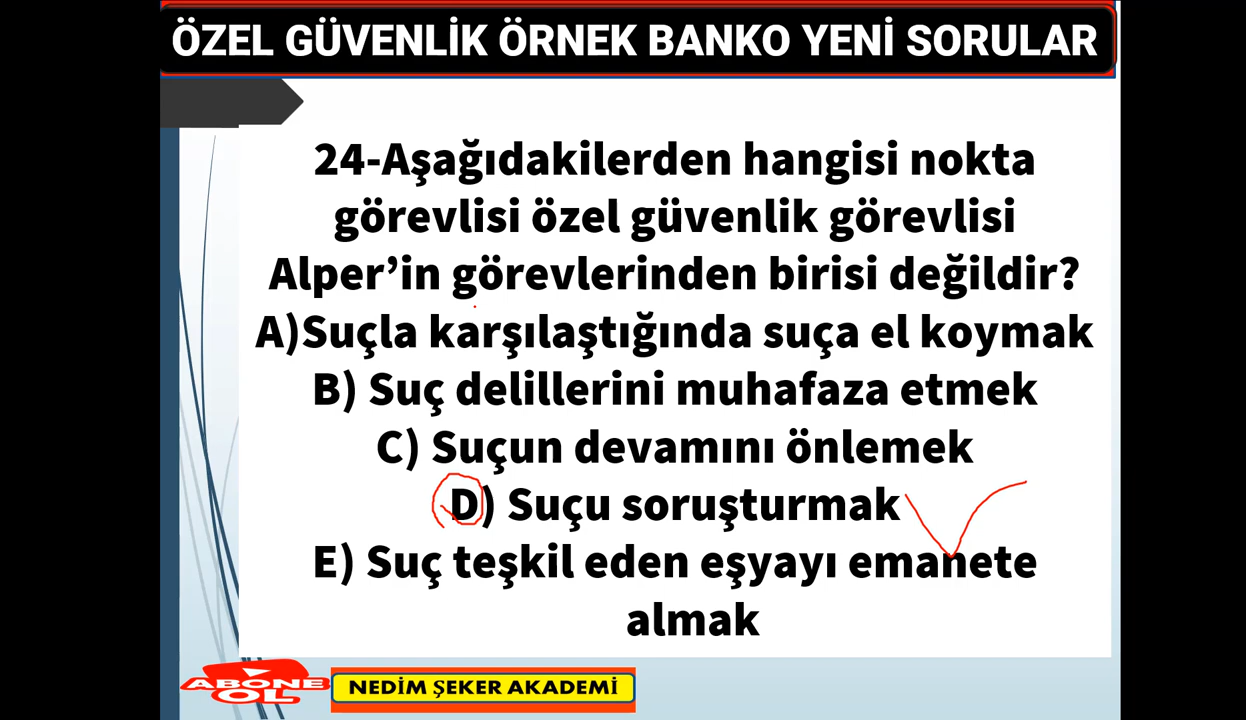 ÖZEL GÜVENLİK ÖRNEK BANKO YENİ SORULAR
24-Aşağıdakilerden hangisi nokta
görevlisi özel güvenlik görevlisi
Alper’in görevlerinden birisi değildir?
A)Suçla karşılaştığında suça el koymak
B) Suç delillerini muhafaza etmek
C) Suçun devamını önlemek
D) Suçu soruşturmak
E) Suç teşkil eden eşyayı emanete
almak
ABONE
OL
NEDİM ŞEKER AKADEMİ